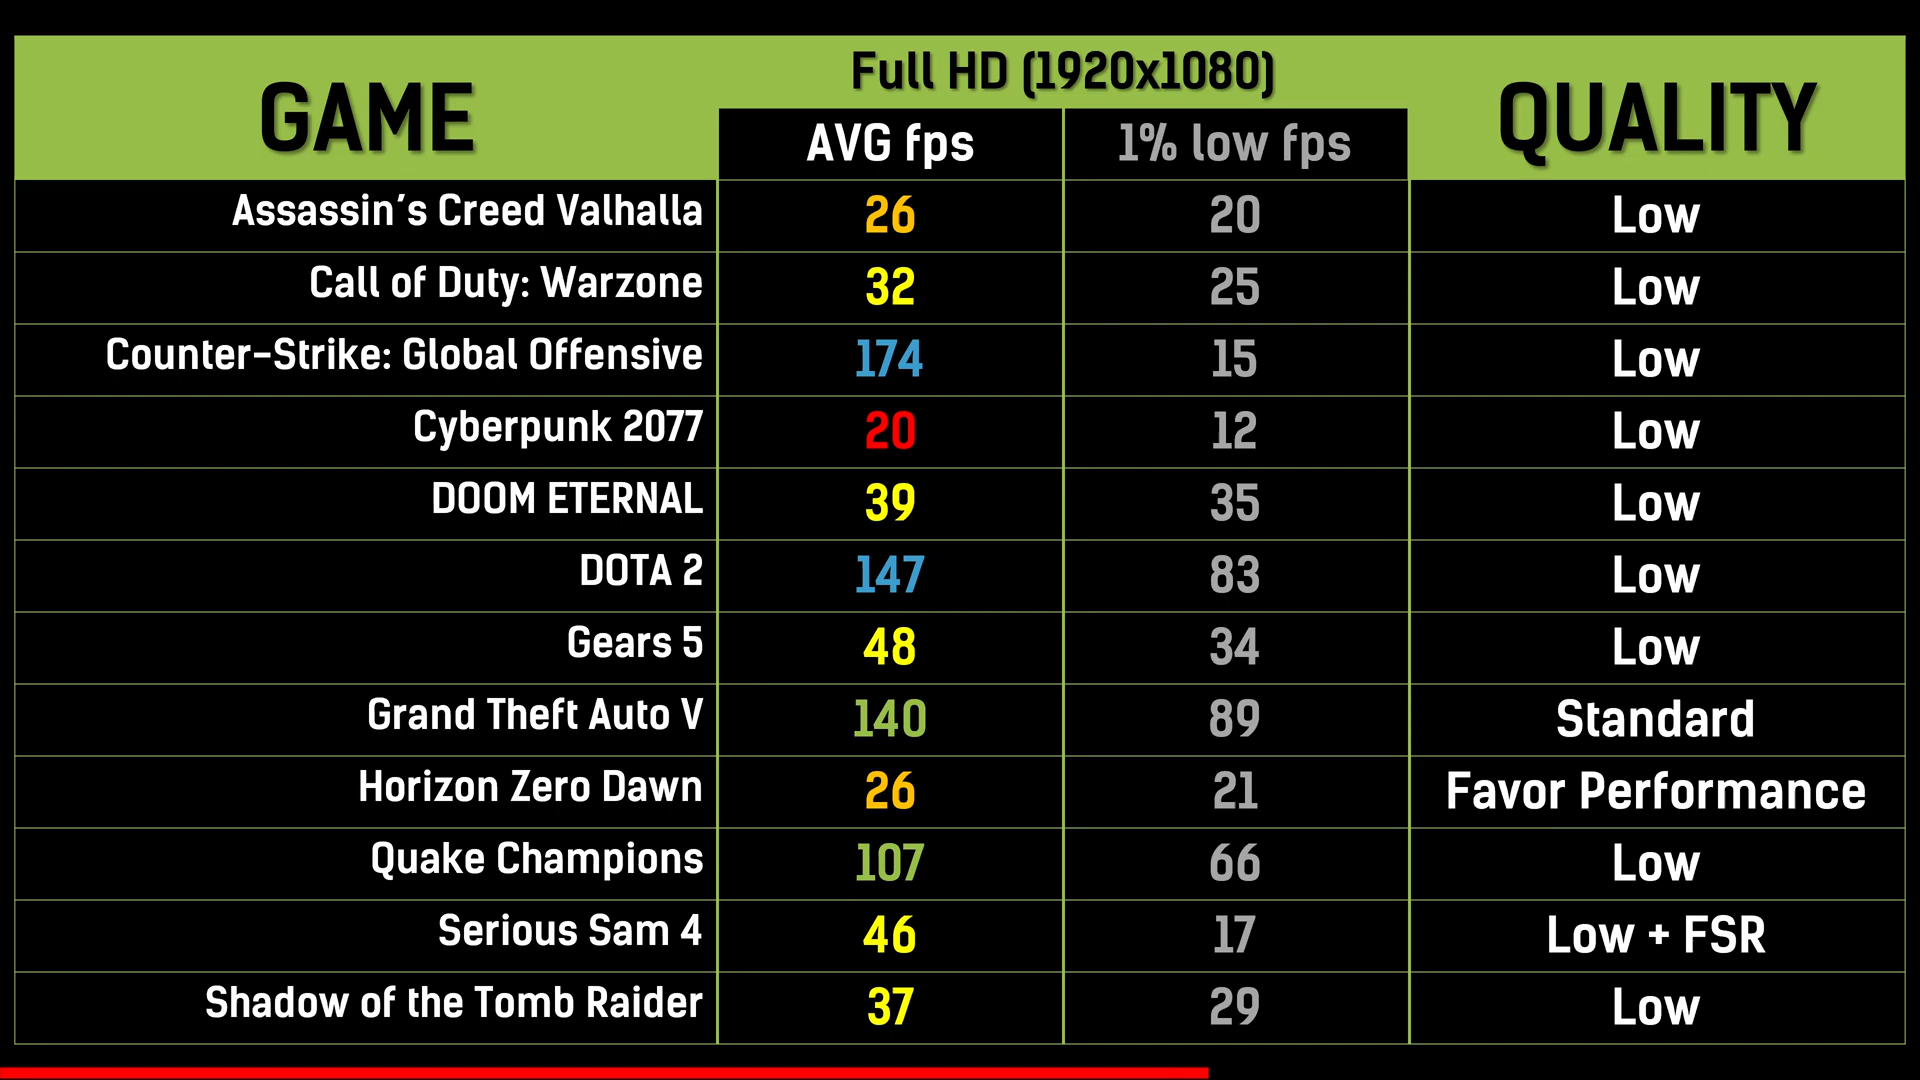 GAME
Full HD (1920x1080)
QUALITY
AVG fps
1% low fps
Assassin's Creed Valhalla 26 20 Low
Call of Duty: Warzone 32 25 Low
Counter-Strike: Global Offensive 174 15 Low
Cyberpunk 2077 20 12 Low
DOOM ETERNAL 39 35 Low
DOTA 2 147 83 Low
Gears 5 48 34 Low
Grand Theft Auto V 140 89 Standard
Horizon Zero Dawn 26 21 Favor Performance
Quake Champions 107 66 Low
Serious Sam 4 46 17 Low + FSR
Shadow of the Tomb Raider 37 29 Low